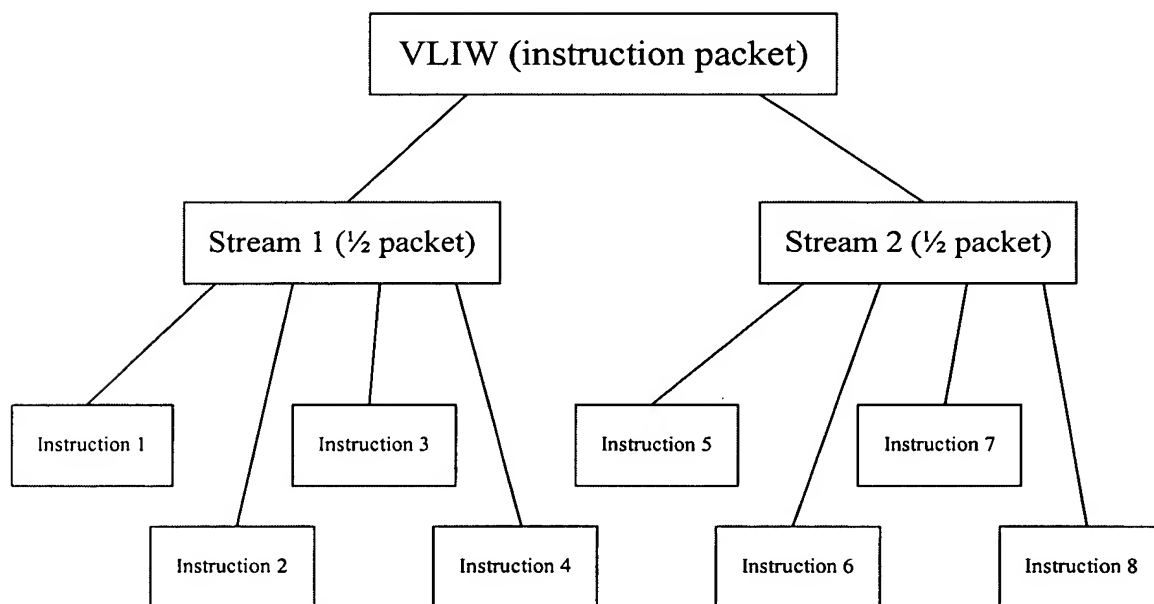 VLIW (instruction packet)
Stream 1 (½ packet)
Stream 2 (½ packet)
Instruction 1
Instruction 3
Instruction 5
Instruction 7
Instruction 2
Instruction 4
Instruction 6
Instruction 8